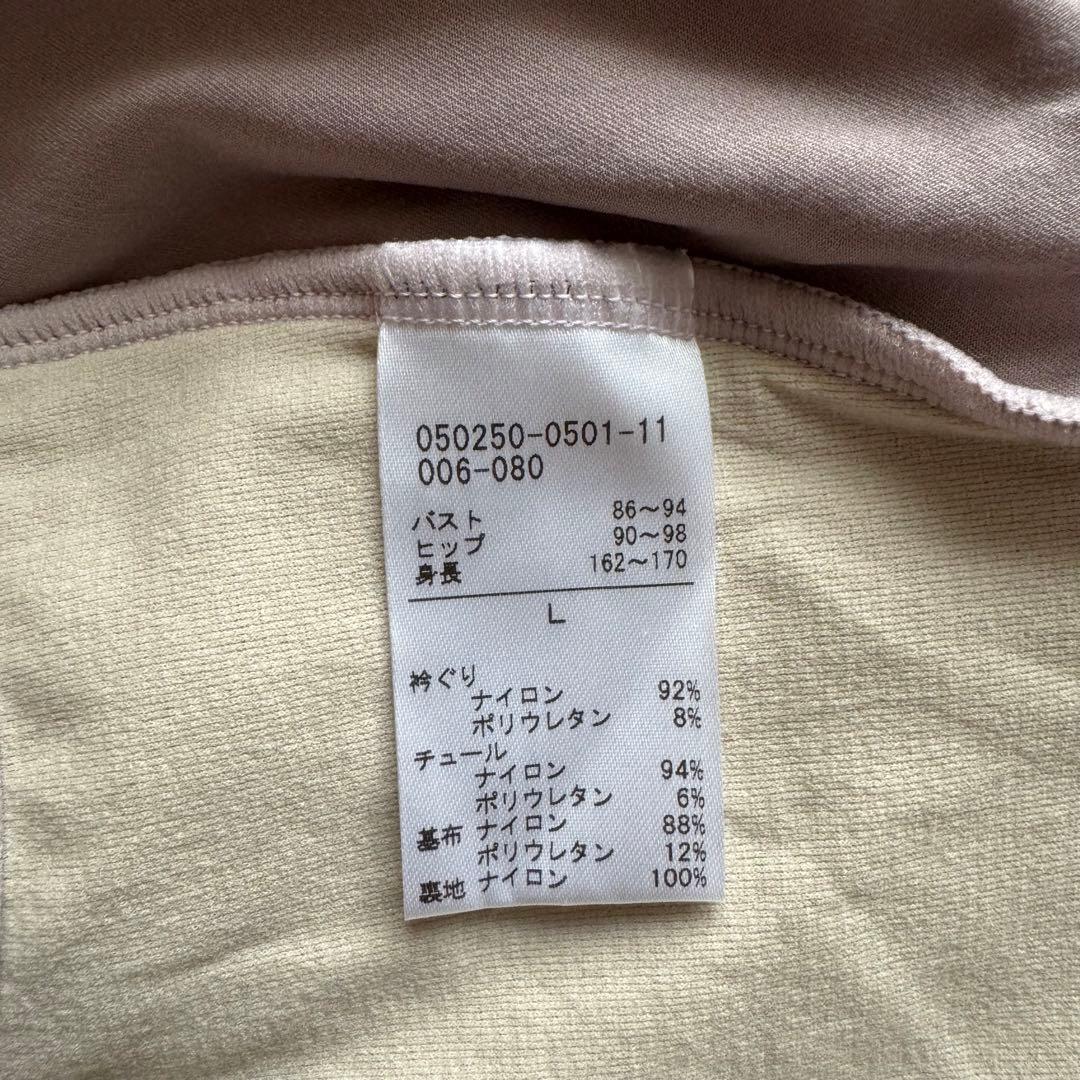 050250-0501-11
006-080
バスト 86～94
ヒップ 90～98
身長 162～170
L
衿ぐり
ナイロン 92%
ポリウレタン 8%
チュール
ナイロン 94%
ポリウレタン 6%
基布 ナイロン 88%
ポリウレタン 12%
裏地 ナイロン 100%